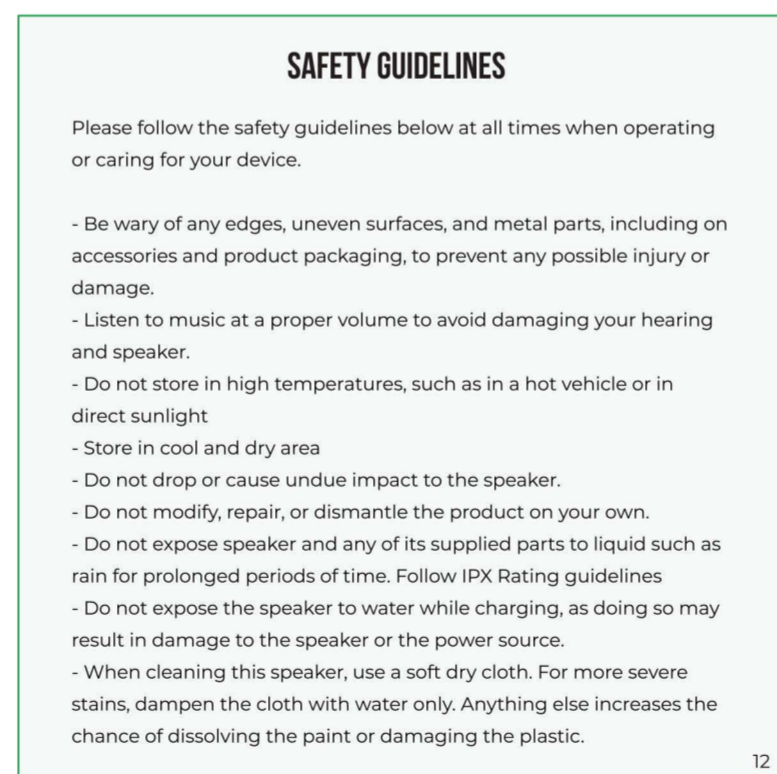 SAFETY GUIDELINES
Please follow the safety guidelines below at all times when operating
or caring for your device.
- Be wary of any edges, uneven surfaces, and metal parts, including on
accessories and product packaging, to prevent any possible injury or
damage.
- Listen to music at a proper volume to avoid damaging your hearing
and speaker.
- Do not store in high temperatures, such as in a hot vehicle or in
direct sunlight
- Store in cool and dry area
- Do not drop or cause undue impact to the speaker.
- Do not modify, repair, or dismantle the product on your own.
- Do not expose speaker and any of its supplied parts to liquid such as
rain for prolonged periods of time. Follow IPX Rating guidelines
- Do not expose the speaker to water while charging, as doing so may
result in damage to the speaker or the power source.
- When cleaning this speaker, use a soft dry cloth. For more severe
stains, dampen the cloth with water only. Anything else increases the
chance of dissolving the paint or damaging the plastic.
12